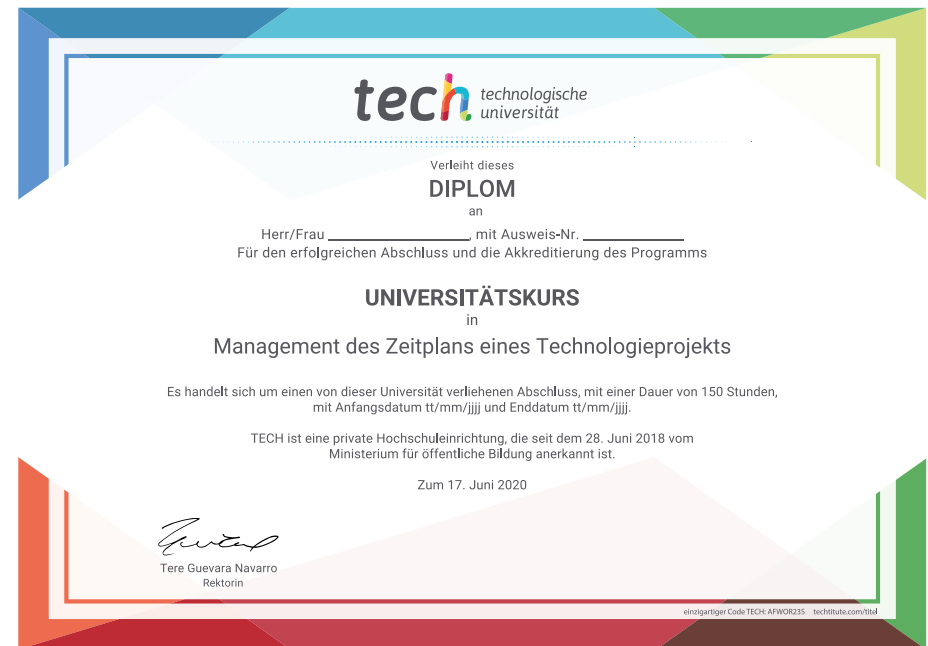 tech technologische
universität
Verleiht dieses
DIPLOM
an
Herr/Frau ____________, mit Ausweis-Nr. ____________
Für den erfolgreichen Abschluss und die Akkreditierung des Programms
UNIVERSITÄTSKURS
in
Management des Zeitplans eines Technologieprojekts
Es handelt sich um einen von dieser Universität verliehenen Abschluss, mit einer Dauer von 150 Stunden,
mit Anfangsdatum tt/mm/jjjj und Enddatum tt/mm/jjjj.
TECH ist eine private Hochschuleinrichtung, die seit dem 28. Juni 2018 vom
Ministerium für öffentliche Bildung anerkannt ist.
Zum 17. Juni 2020
Tere Guevara Navarro
Rektorin
einzigartiger Code TECH: AFWOR23S techtitute.com/titel